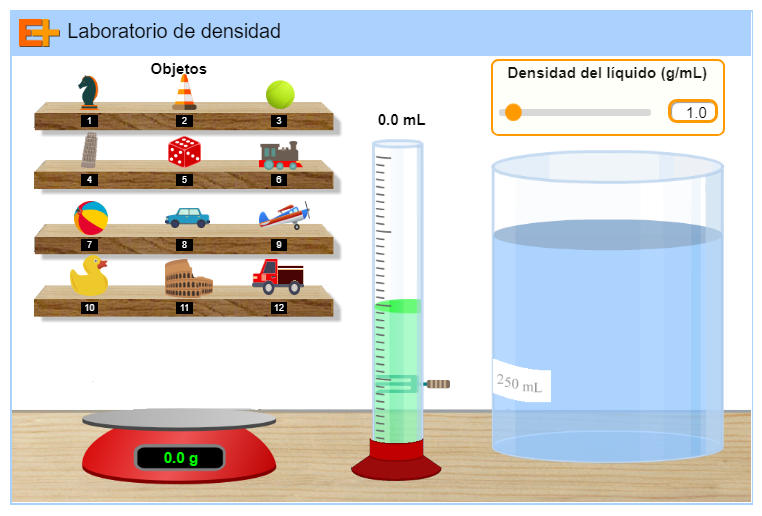 E+ Laboratorio de densidad
Objetos
Densidad del líquido (g/mL)
1.0
0.0 mL
1 2 3
4 5 6
7 8 9
10 11 12
250 mL
0.0 g